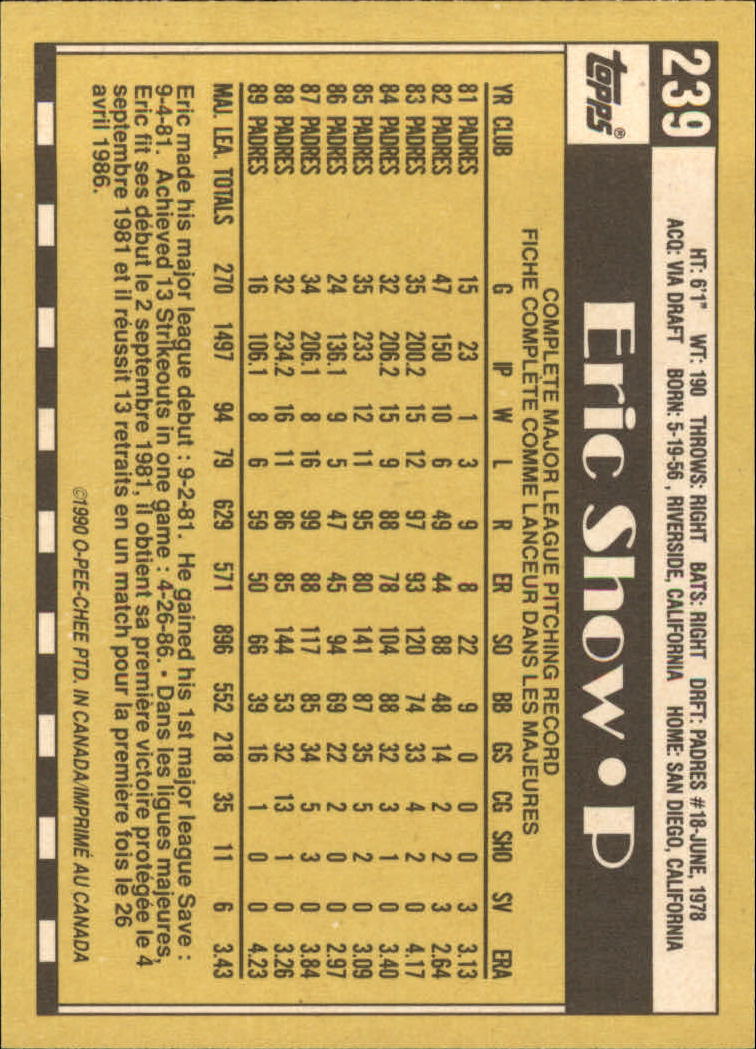 239
HT: 6'1" WT: 190 THROWS: RIGHT BATS: RIGHT DRFT: PADRES #18-JUNE, 1978
ACQ: VIA DRAFT BORN: 5-19-56 , RIVERSIDE, CALIFORNIA HOME: SAN DIEGO, CALIFORNIA
topps®
Eric Show • P
COMPLETE MAJOR LEAGUE PITCHING RECORD
FICHE COMPLÈTE COMME LANCEUR DANS LES MAJEURES
YR CLUB G IP W L R ER SO BB GS CG SHO SV ERA
81 PADRES 15 23 1 3 9 8 22 9 0 0 0 3 3.13
82 PADRES 47 150 10 6 49 44 88 48 14 2 2 3 2.64
83 PADRES 35 200.2 15 12 97 93 120 74 33 4 2 0 4.17
84 PADRES 32 206.2 15 9 88 78 104 88 32 3 1 0 3.40
85 PADRES 35 233 12 11 95 80 141 87 35 5 2 0 3.09
86 PADRES 24 136.1 9 5 47 45 94 69 22 2 0 0 2.97
87 PADRES 34 206.1 8 16 99 88 117 85 34 5 3 0 3.84
88 PADRES 32 234.2 16 11 86 85 144 53 32 13 1 0 3.26
89 PADRES 16 106.1 8 6 59 50 66 39 16 1 0 0 4.23
MAJ. LEA. TOTALS 270 1497 94 79 629 571 896 552 218 35 11 6 3.43
Eric made his major league debut : 9-2-81. He gained his 1st major league Save :
9-4-81. Achieved 13 Strikeouts in one game : 4-26-86. • Dans les ligues majeures,
Eric fit ses début le 2 septembre 1981, il obtient sa première victoire protégée le 4
septembre 1981 et il réussit 13 retraits en un match pour la première fois le 26
avril 1986.
©1990 O-PEE-CHEE PTD. IN CANADA/IMPRIMÉ AU CANADA